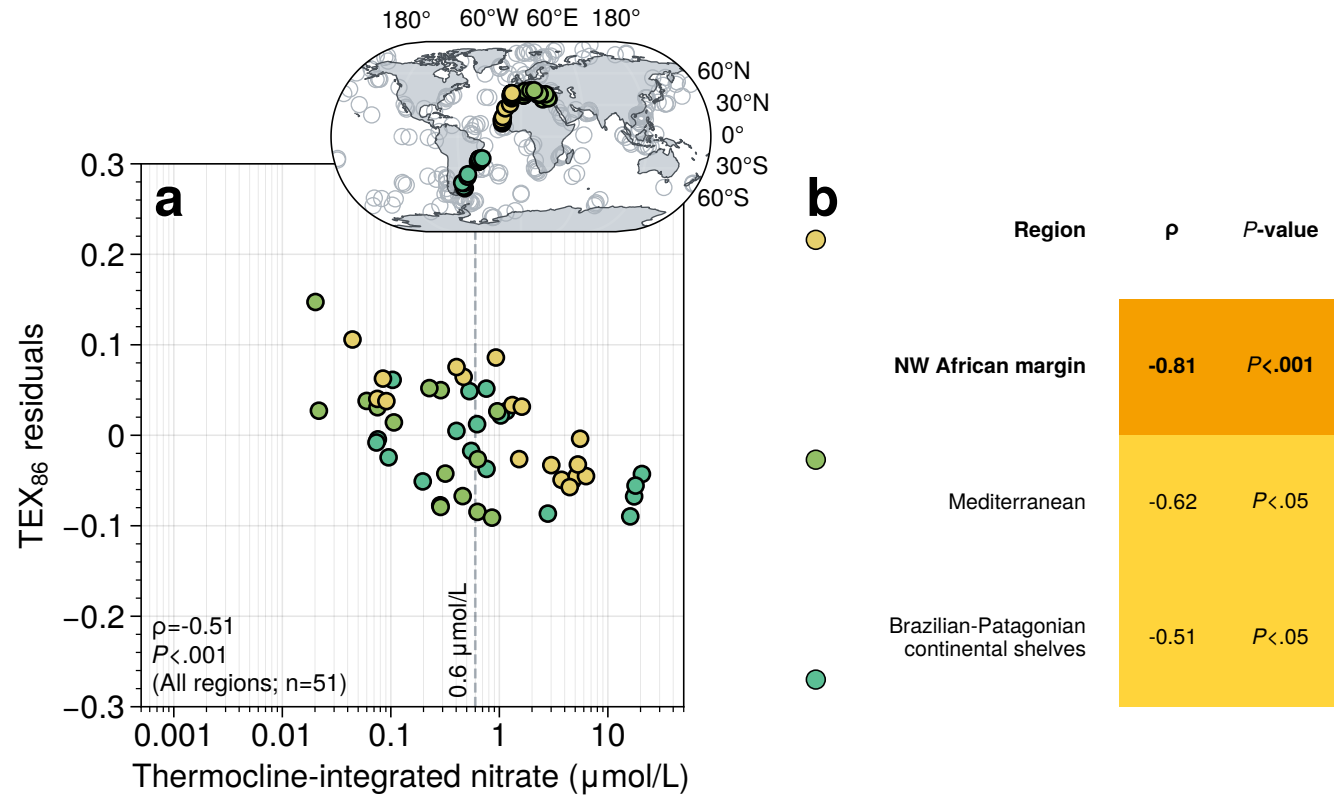 180° 60°W 60°E 180°
60°N
30°N
0°
30°S
60°S
a
0.3
0.2
0.1
0
−0.1
−0.2
−0.3
TEX₈₆ residuals
0.6 µmol/L
ρ=-0.51
P<.001
(All regions; n=51)
0.001 0.01 0.1 1 10
Thermocline-integrated nitrate (µmol/L)
b
Region ρ P-value
NW African margin -0.81 P<.001
Mediterranean -0.62 P<.05
Brazilian-Patagonian
continental shelves -0.51 P<.05